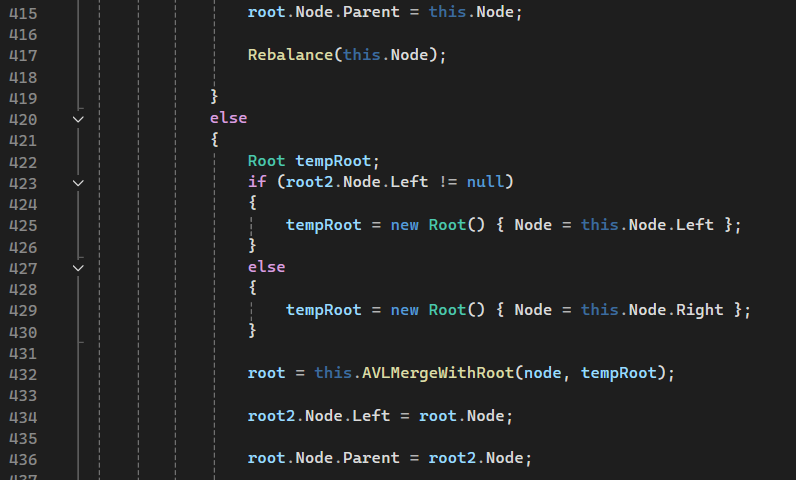 415 root.Node.Parent = this.Node;
416
417 Rebalance(this.Node);
418
419 }
420 else
421 {
422 Root tempRoot;
423 if (root2.Node.Left != null)
424 {
425 tempRoot = new Root() { Node = this.Node.Left };
426 }
427 else
428 {
429 tempRoot = new Root() { Node = this.Node.Right };
430 }
431
432 root = this.AVLMergeWithRoot(node, tempRoot);
433
434 root2.Node.Left = root.Node;
435
436 root.Node.Parent = root2.Node;